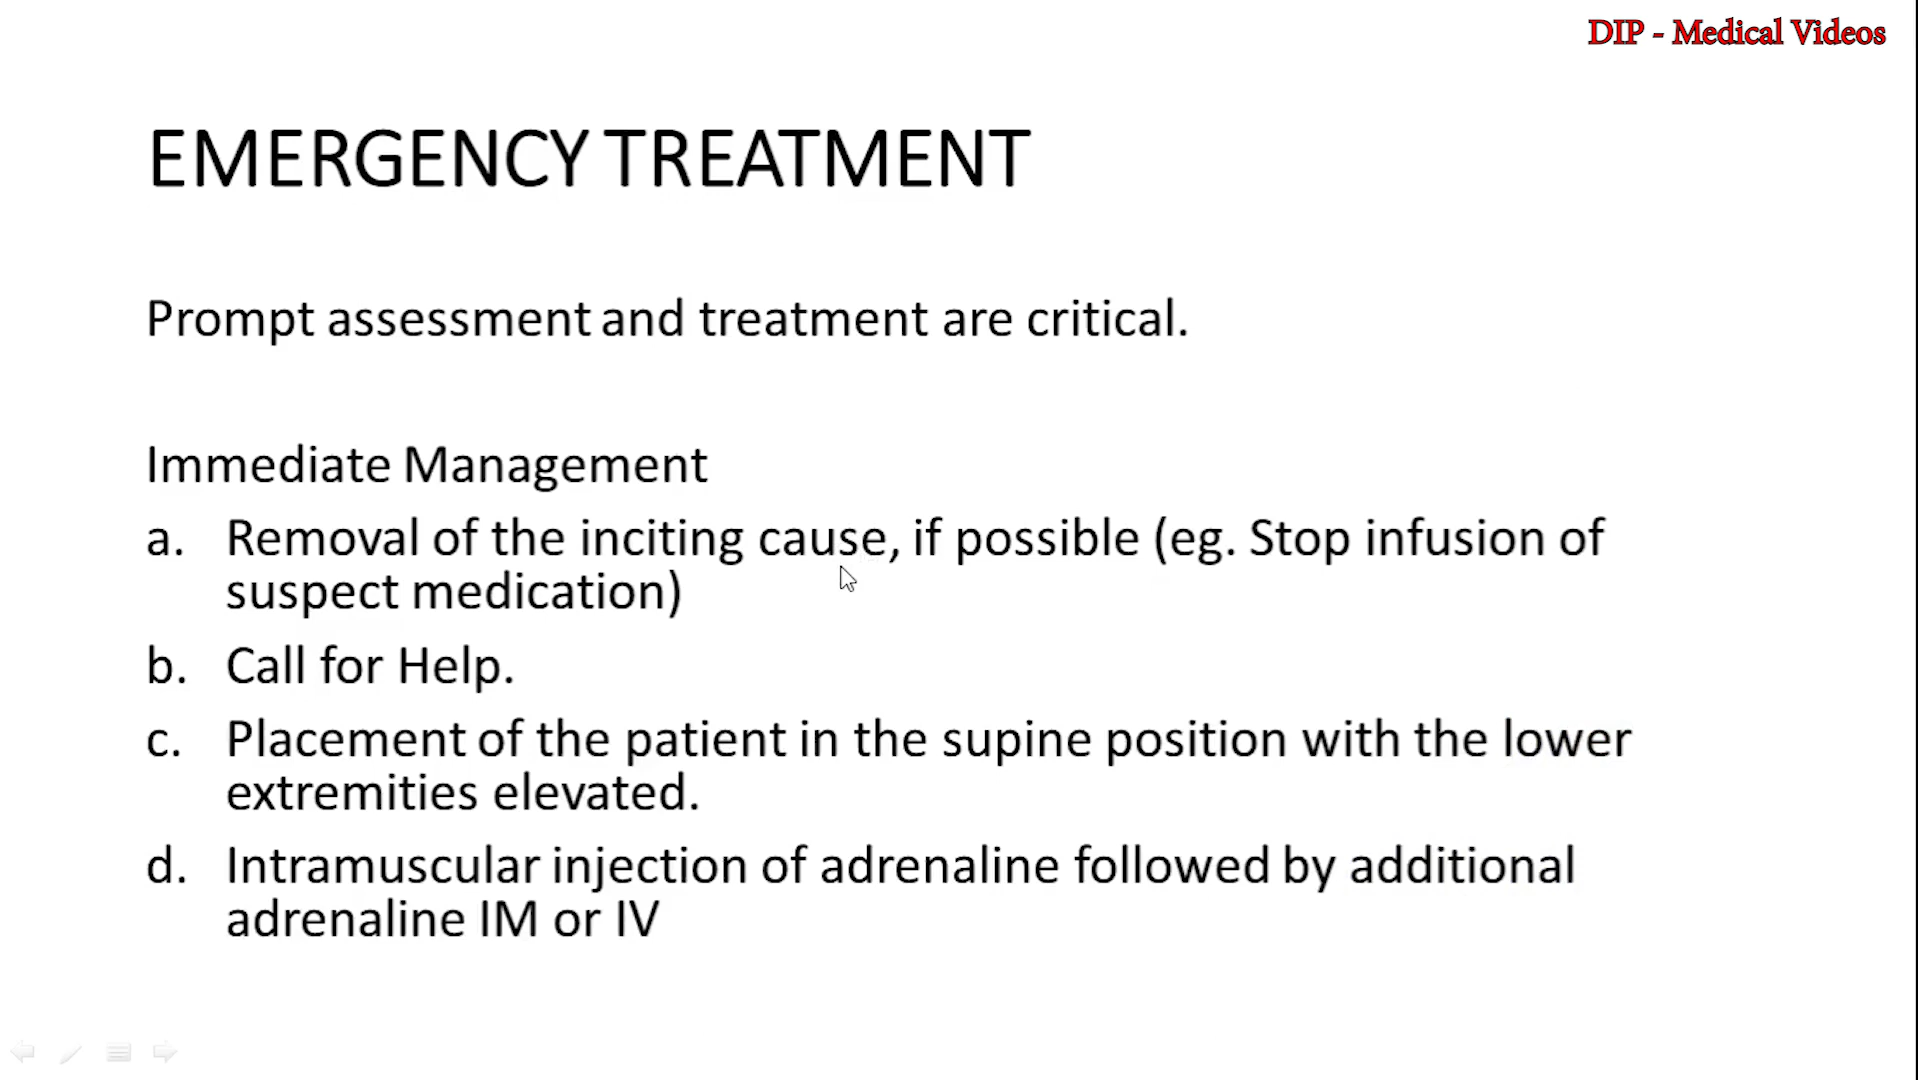 DIP - Medical Videos
EMERGENCY TREATMENT
Prompt assessment and treatment are critical.
Immediate Management
a. Removal of the inciting cause, if possible (eg. Stop infusion of
suspect medication)
b. Call for Help.
c. Placement of the patient in the supine position with the lower
extremities elevated.
d. Intramuscular injection of adrenaline followed by additional
adrenaline IM or IV